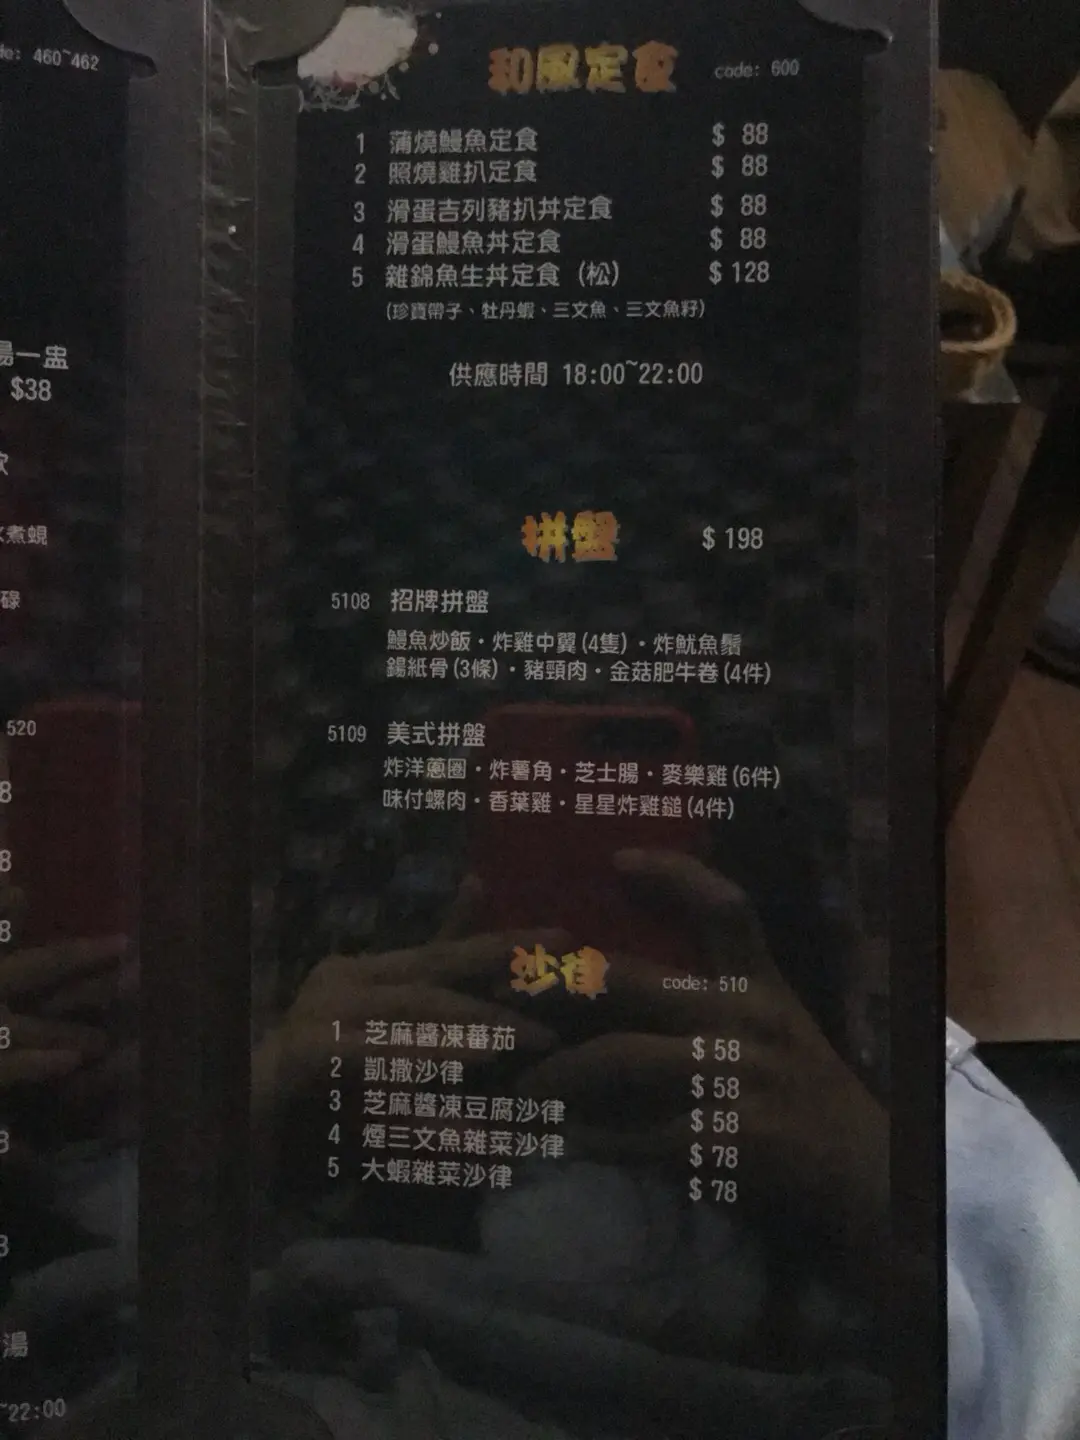 code: 460~462
湯一盅
$38
煮蜆
520
8
8
8
8
8
湯
~22:00
和風定食 code: 600
1 蒲燒鰻魚定食 $ 88
2 照燒雞扒定食 $ 88
3 滑蛋吉列豬扒丼定食 $ 88
4 滑蛋鰻魚丼定食 $ 88
5 雜錦魚生丼定食 (松) $ 128
(珍寶帶子、牡丹蝦、三文魚、三文魚籽)
供應時間 18:00~22:00
拼盤 $ 198
5108 招牌拼盤
鰻魚炒飯・炸雞中翼(4隻)・炸魷魚鬚
鍚紙骨(3條)・豬頸肉・金菇肥牛卷(4件)
5109 美式拼盤
炸洋蔥圈・炸薯角・芝士腸・麥樂雞(6件)
味付螺肉・香葉雞・星星炸雞鎚(4件)
沙律 code: 510
1 芝麻醬凍蕃茄 $ 58
2 凱撒沙律 $ 58
3 芝麻醬凍豆腐沙律 $ 58
4 煙三文魚雜菜沙律 $ 78
5 大蝦雜菜沙律 $ 78